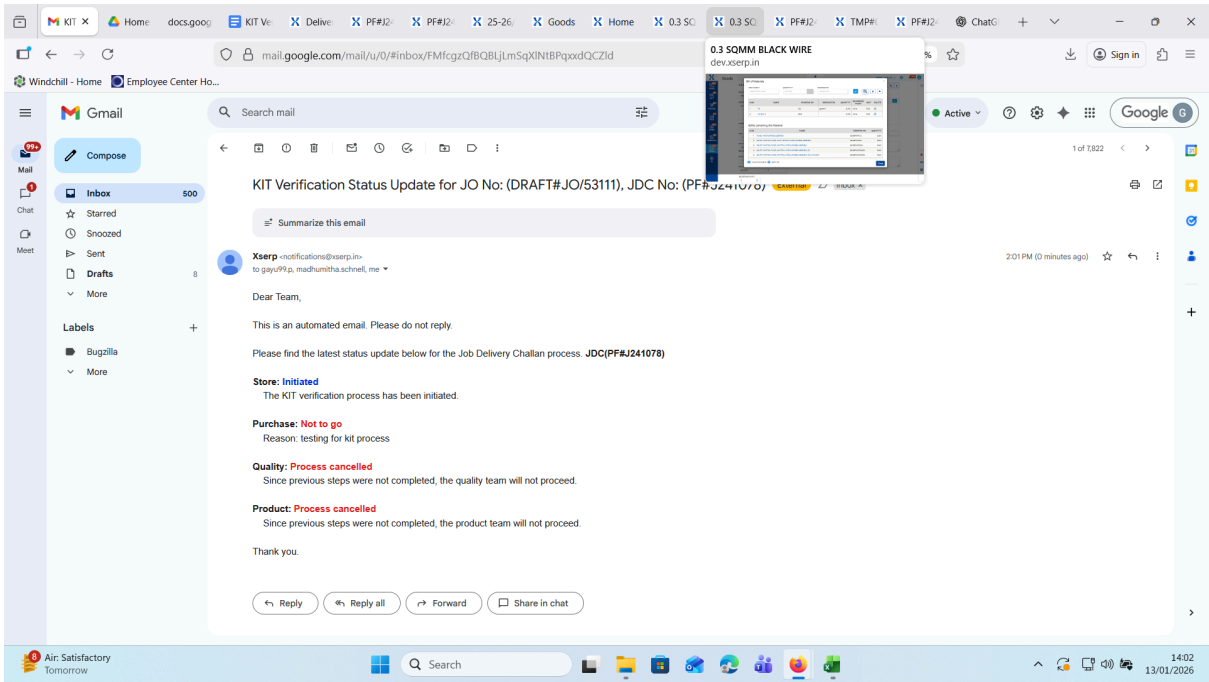 KIT
Home
docs.goog
KIT Ve
Delive
PF#J24
PF#J24
25-26/
Goods
Home
0.3 SQ
0.3 SQ
PF#J24
TMP#
PF#J24
ChatG
mail.google.com/mail/u/0/#inbox/FMfcgzQfBQBLjLmSqXlNtBPqxxdQCZld
%
Sign in
0.3 SQMM BLACK WIRE
dev.xserp.in
Windchill - Home
Employee Center Ho...
Gmail
Search mail
Active
Google
G
99+
Mail
1
Chat
Meet
Compose
Inbox 500
Starred
Snoozed
Sent
Drafts 8
More
Labels
Bugzilla
More
1 of 7,822
KIT Verification Status Update for JO No: (DRAFT#JO/53111), JDC No: (PF#J241078) External Inbox ×
Summarize this email
Xserp <notifications@xserp.in> 2:01 PM (0 minutes ago)
to gayu99.p, madhumitha.schnell, me
Dear Team,
This is an automated email. Please do not reply.
Please find the latest status update below for the Job Delivery Challan process. JDC(PF#J241078)
Store: Initiated
The KIT verification process has been initiated.
Purchase: Not to go
Reason: testing for kit process
Quality: Process cancelled
Since previous steps were not completed, the quality team will not proceed.
Product: Process cancelled
Since previous steps were not completed, the product team will not proceed.
Thank you.
Reply
Reply all
Forward
Share in chat
8
Air: Satisfactory
Tomorrow
Search
14:02
13/01/2026